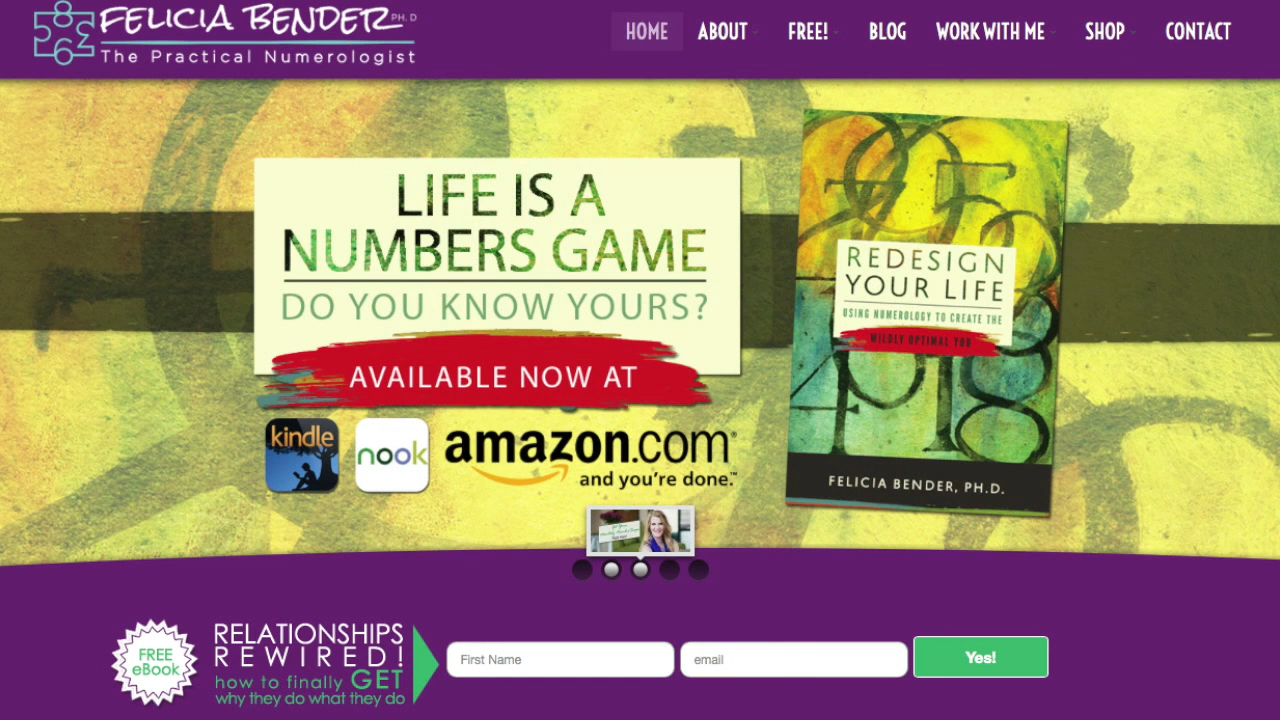 FELICIA BENDER PH. D
The Practical Numerologist
HOME ABOUT FREE! BLOG WORK WITH ME SHOP CONTACT
LIFE IS A
NUMBERS GAME
DO YOU KNOW YOURS?
AVAILABLE NOW AT
kindle
nook
amazon.com®
and you're done.™
REDESIGN
YOUR LIFE
USING NUMEROLOGY TO CREATE THE
WILDLY OPTIMAL YOU
FELICIA BENDER, PH.D.
FREE
eBook
RELATIONSHIPS
REWIRED!
how to finally GET
why they do what they do
First Name
email
Yes!